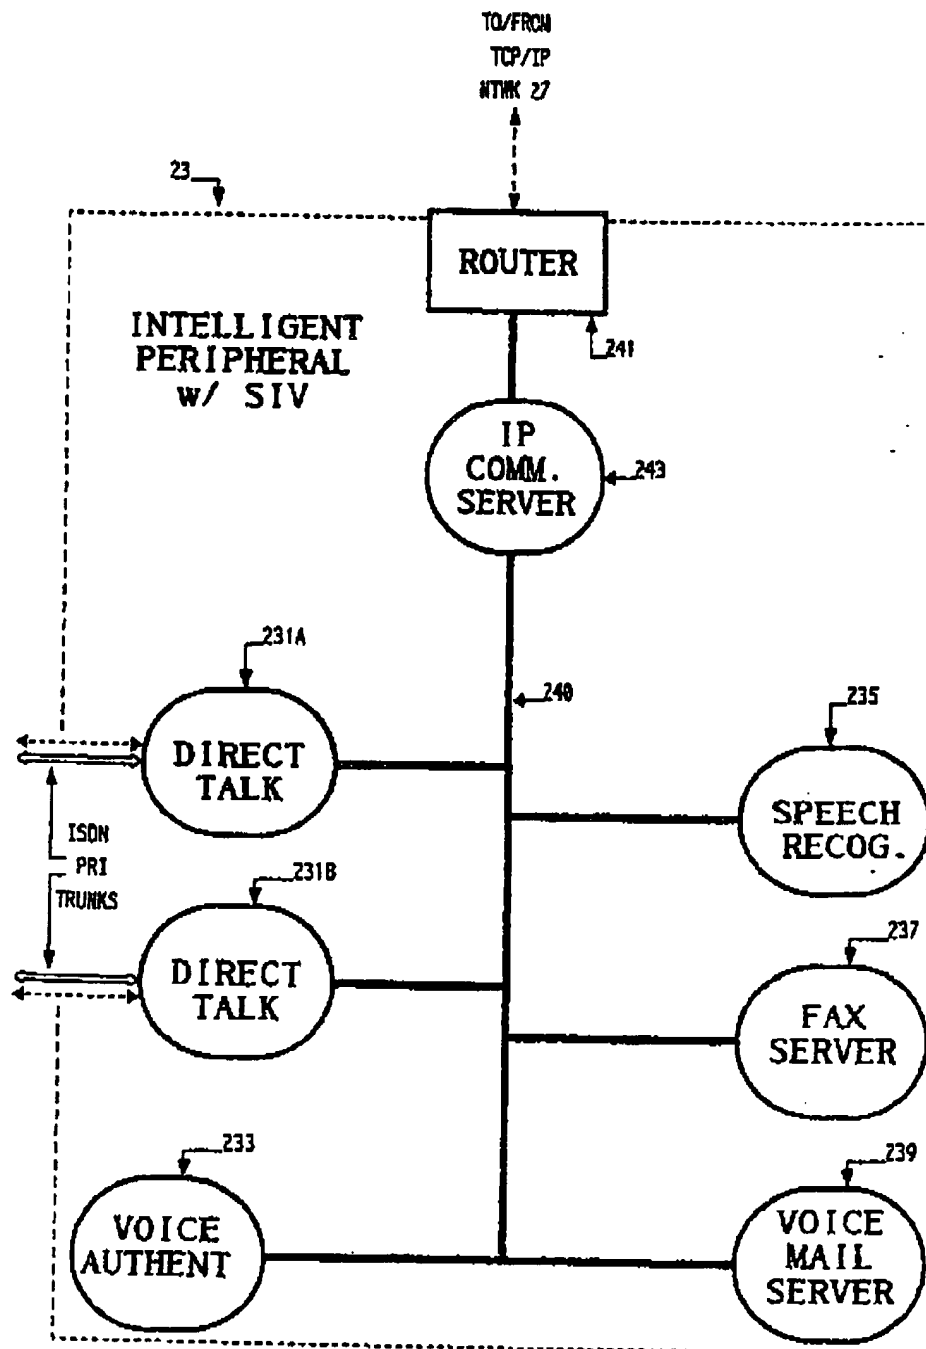 TO/FROM
TCP/IP
NTWK 27
23
ROUTER
INTELLIGENT
PERIPHERAL
w/ SIV
241
IP
COMM.
SERVER
243
231A
240
235
DIRECT
TALK
SPEECH
RECOG.
ISDN
PRI
TRUNKS
231B
237
DIRECT
TALK
FAX
SERVER
233
239
VOICE
AUTHENT
VOICE
MAIL
SERVER